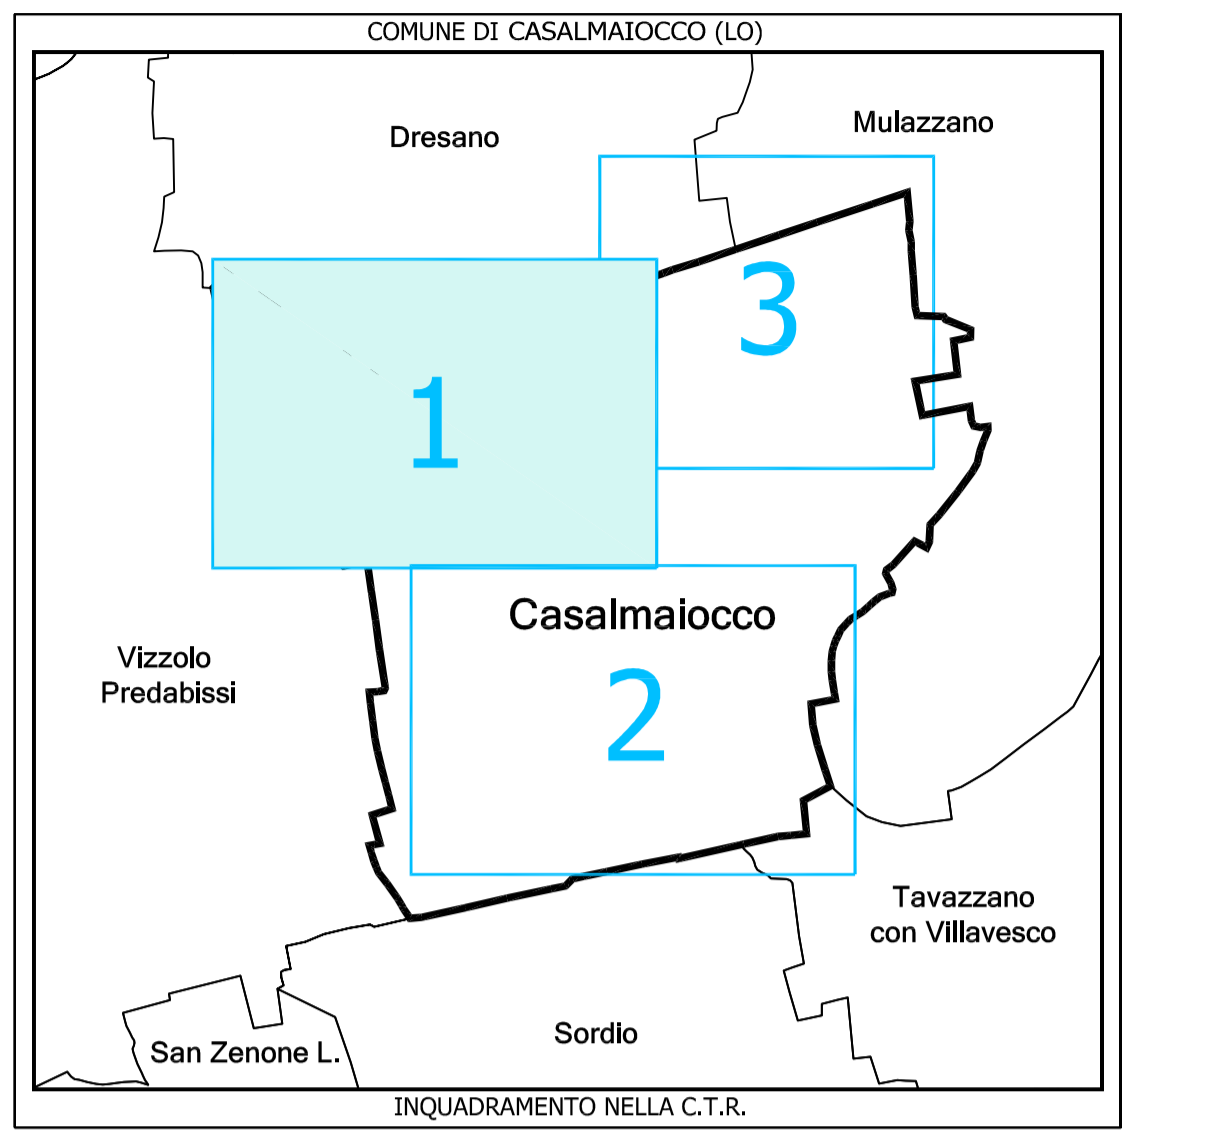 COMUNE DI CASALMAIOCCO (LO)
Mulazzano
Dresano
3
1
Casalmaiocco
Vizzolo
Predabissi
2
Tavazzano
con Villavesco
Sordio
San Zenone L.
INQUADRAMENTO NELLA C.T.R.